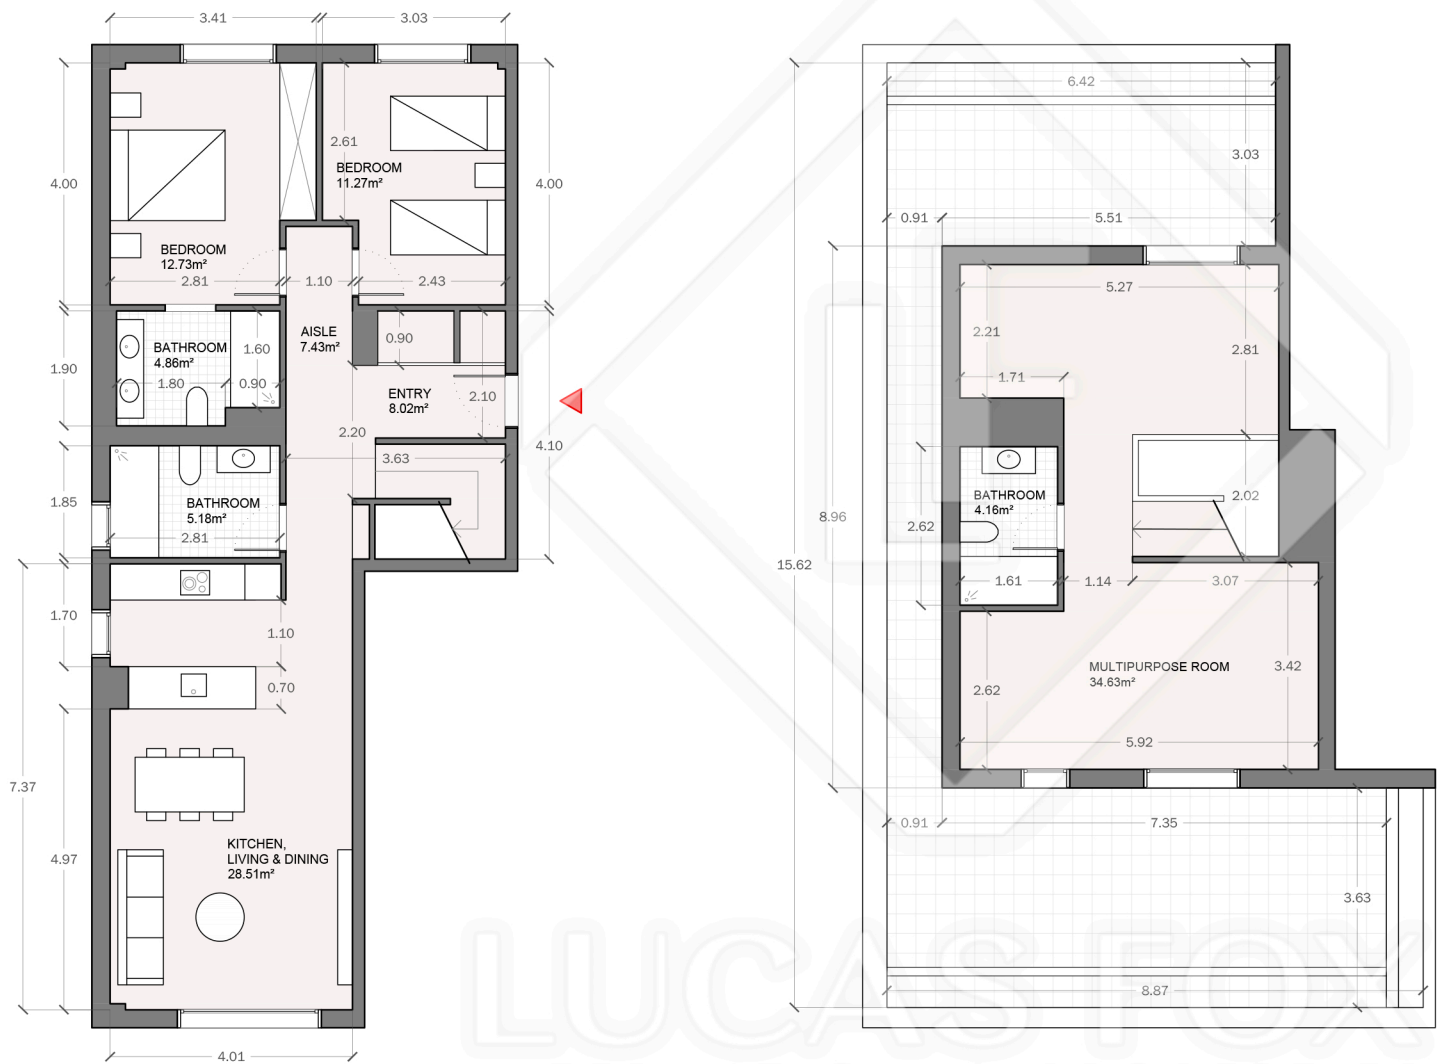 3.41
3.03
2.61
BEDROOM
11.27m²
4.00
4.00
BEDROOM
12.73m²
2.81
1.10
2.43
AISLE
7.43m²
0.90
BATHROOM
4.86m²
1.60
1.90
1.80
0.90
ENTRY
8.02m²
2.10
2.20
4.10
3.63
1.85
BATHROOM
5.18m²
2.81
1.70
1.10
0.70
7.37
4.97
KITCHEN,
LIVING & DINING
28.51m²
4.01
6.42
3.03
0.91
5.51
5.27
2.21
2.81
1.71
8.96
15.62
2.62
BATHROOM
4.16m²
2.02
1.61
1.14
3.07
MULTIPURPOSE ROOM
34.63m²
3.42
2.62
5.92
0.91
7.35
3.63
8.87
LUCAS FOX